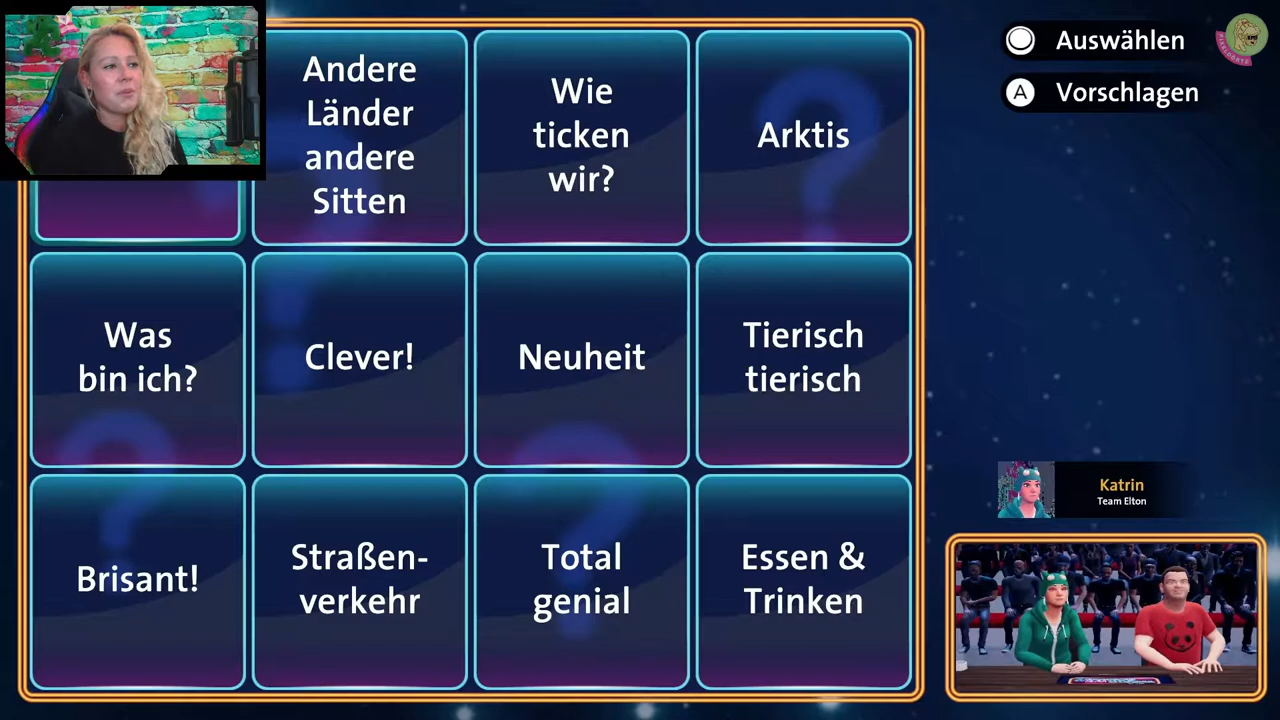 Andere
Länder
andere
Sitten
Wie
ticken
wir?
Arktis
Auswählen
A Vorschlagen
Was
bin ich?
Clever!
Neuheit
Tierisch
tierisch
Brisant!
Straßen-
verkehr
Total
genial
Essen &
Trinken
Katrin
Team Elton